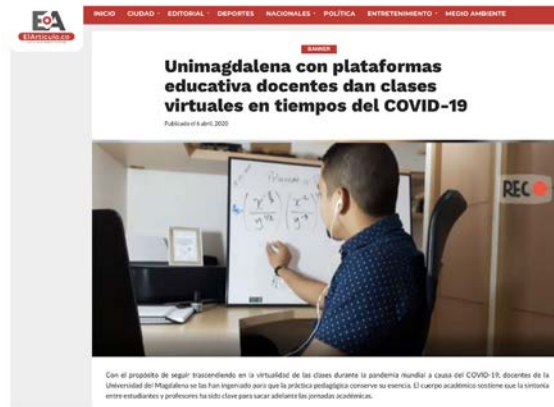 EA
ElArtículo.co
INICIO CIUDAD EDITORIAL DEPORTES NACIONALES POLÍTICA ENTRETENIMIENTO MEDIO AMBIENTE
BANNER
Unimagdalena con plataformas
educativa docentes dan clases
virtuales en tiempos del COVID-19
Publicado el 6 abril, 2020
REC
Con el propósito de seguir trascendiendo en la virtualidad de las clases durante la pandemia mundial a causa del COVID-19, docentes de la
Universidad del Magdalena se las han ingeniado para que la práctica pedagógica conserve su esencia. El cuerpo académico sostiene que la sintonía
entre estudiantes y profesores ha sido clave para sacar adelante las jornadas académicas.